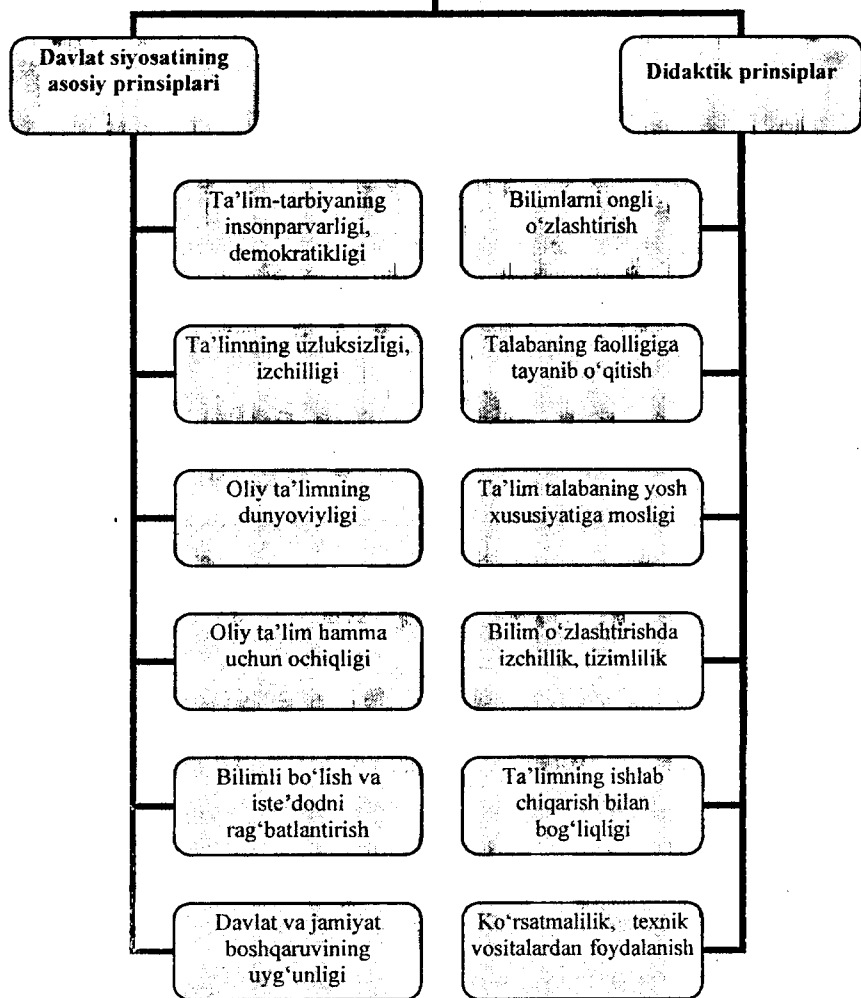 Davlat siyosatining
asosiy prinsiplari
Didaktik prinsiplar
Ta’lim-tarbiyaning
insonparvarligi,
demokratikligi
Bilimlarni ongli
o‘zlashtirish
Ta’limning uzluksizligi,
izchilligi
Talabaning faolligiga
tayanib o‘qitish
Oliy ta’limning
dunyoviyligi
Ta’lim talabaning yosh
xususiyatiga mosligi
Oliy ta’lim hamma
uchun ochiqligi
Bilim o‘zlashtirishda
izchillik, tizimlilik
Bilimli bo‘lish va
iste’dodni
rag‘batlantirish
Ta’limning ishlab
chiqarish bilan
bog‘liqligi
Davlat va jamiyat
boshqaruvining
uyg‘unligi
Ko‘rsatmalilik, texnik
vositalardan foydalanish